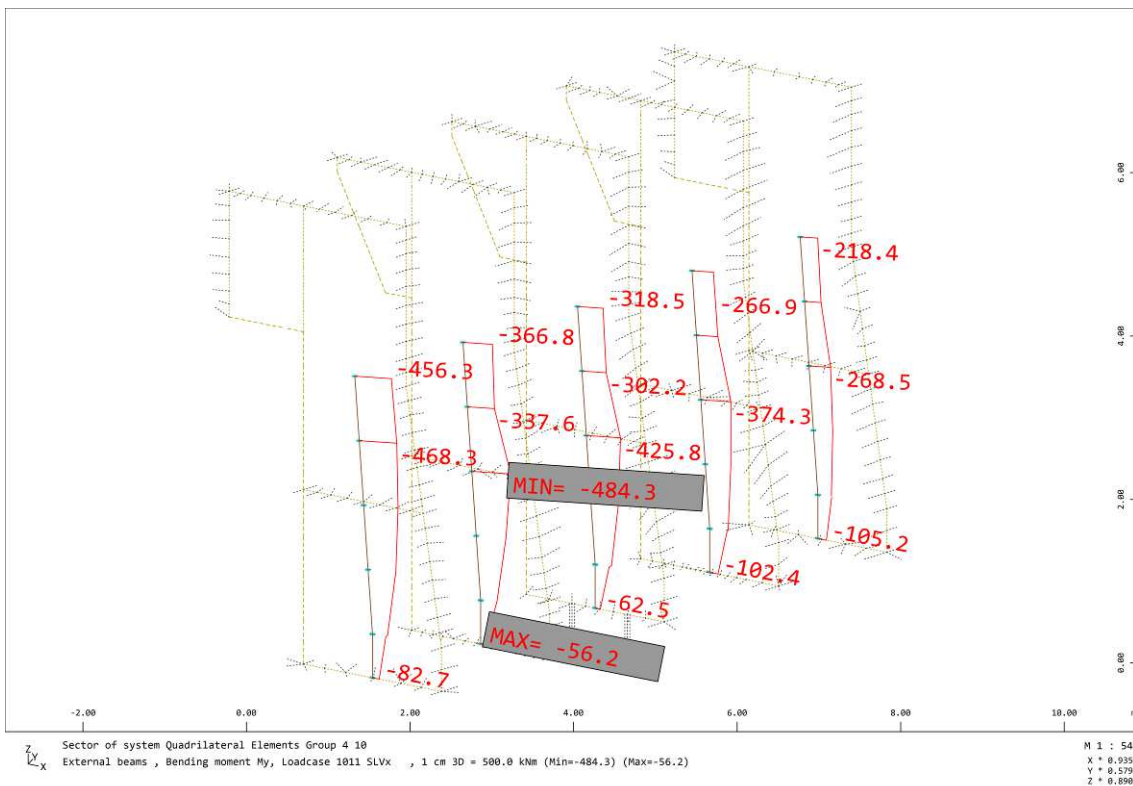 -218.4
6.00
-318.5
-266.9
-366.8
4.00
-456.3
-302.2
-268.5
-337.6
-374.3
-468.3
-425.8
MIN= -484.3
2.00
-105.2
-102.4
-62.5
MAX= -56.2
-82.7
0.00
-2.00 0.00 2.00 4.00 6.00 8.00 10.00
Z Y X
Sector of system Quadrilateral Elements Group 4 10
M 1 : 54
External beams , Bending moment My, Loadcase 1011 SLVx , 1 cm 3D = 500.0 kNm (Min=-484.3) (Max=-56.2)
X * 0.935
Y * 0.579
Z * 0.890